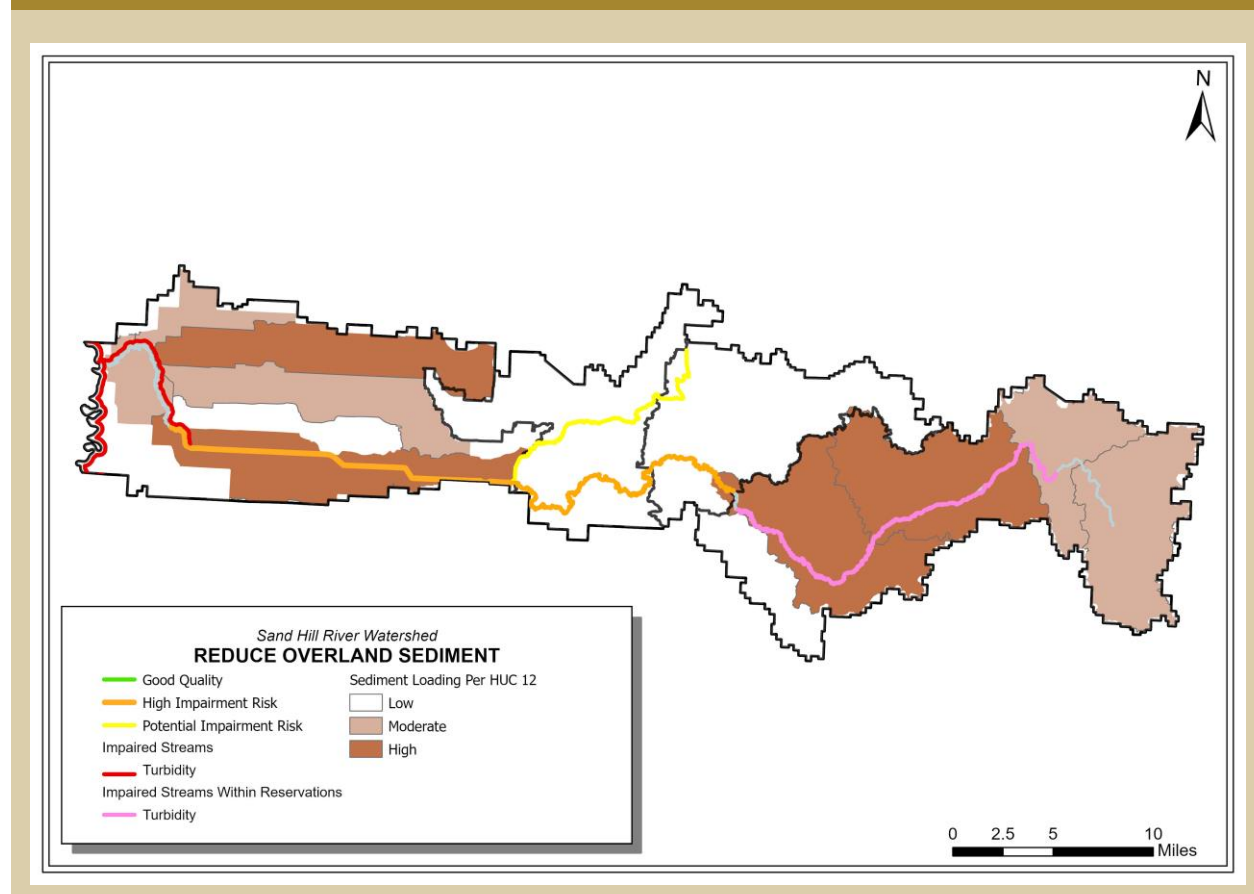 N
Sand Hill River Watershed
REDUCE OVERLAND SEDIMENT
Good Quality
High Impairment Risk
Potential Impairment Risk
Impaired Streams
Turbidity
Impaired Streams Within Reservations
Turbidity
Sediment Loading Per HUC 12
Low
Moderate
High
0 2.5 5 10
Miles